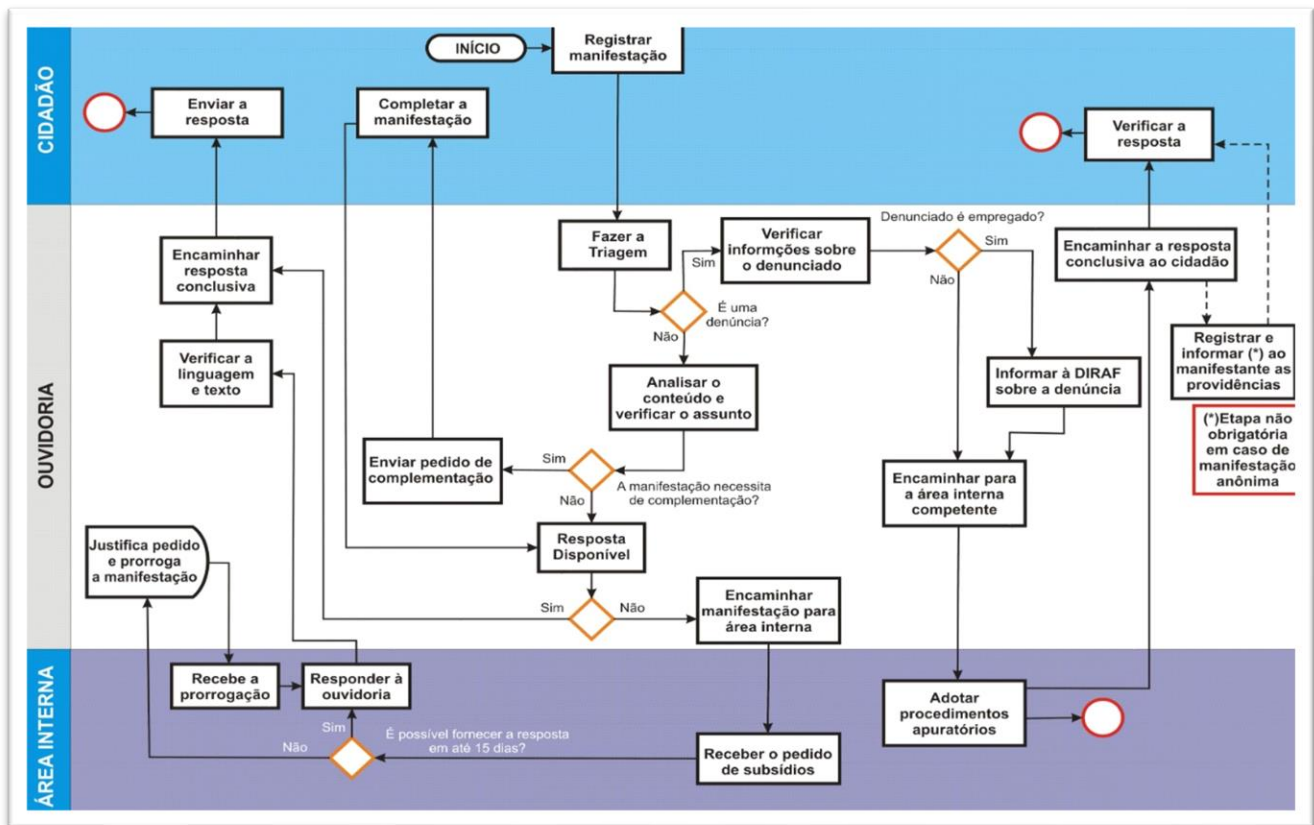 CIDADÃO
INÍCIO
Registrar
manifestação
Enviar a
resposta
Completar a
manifestação
Verificar a
resposta
OUVIDORIA
Fazer a
Triagem
Verificar
informções sobre
o denunciado
Denunciado é empregado?
Sim
Não
Encaminhar a resposta
conclusiva ao cidadão
Encaminhar
resposta
conclusiva
Sim
É uma
denúncia?
Não
Verificar a
linguagem
e texto
Analisar o
conteúdo e
verificar o assunto
Informar à DIRAF
sobre a denúncia
Registrar e
informar (*) ao
manifestante as
providências
(*)Etapa não
obrigatória
em caso de
manifestação
anônima
Enviar pedido de
complementação
Sim
A manifestação necessita
de complementação?
Não
Encaminhar para
a área interna
competente
Justifica pedido
e prorroga
a manifestação
Resposta
Disponível
Sim
Não
Encaminhar
manifestação para
área interna
ÁREA INTERNA
Recebe a
prorrogação
Responder à
ouvidoria
Sim
Não
É possível fornecer a resposta
em até 15 dias?
Receber o pedido
de subsídios
Adotar
procedimentos
apuratórios